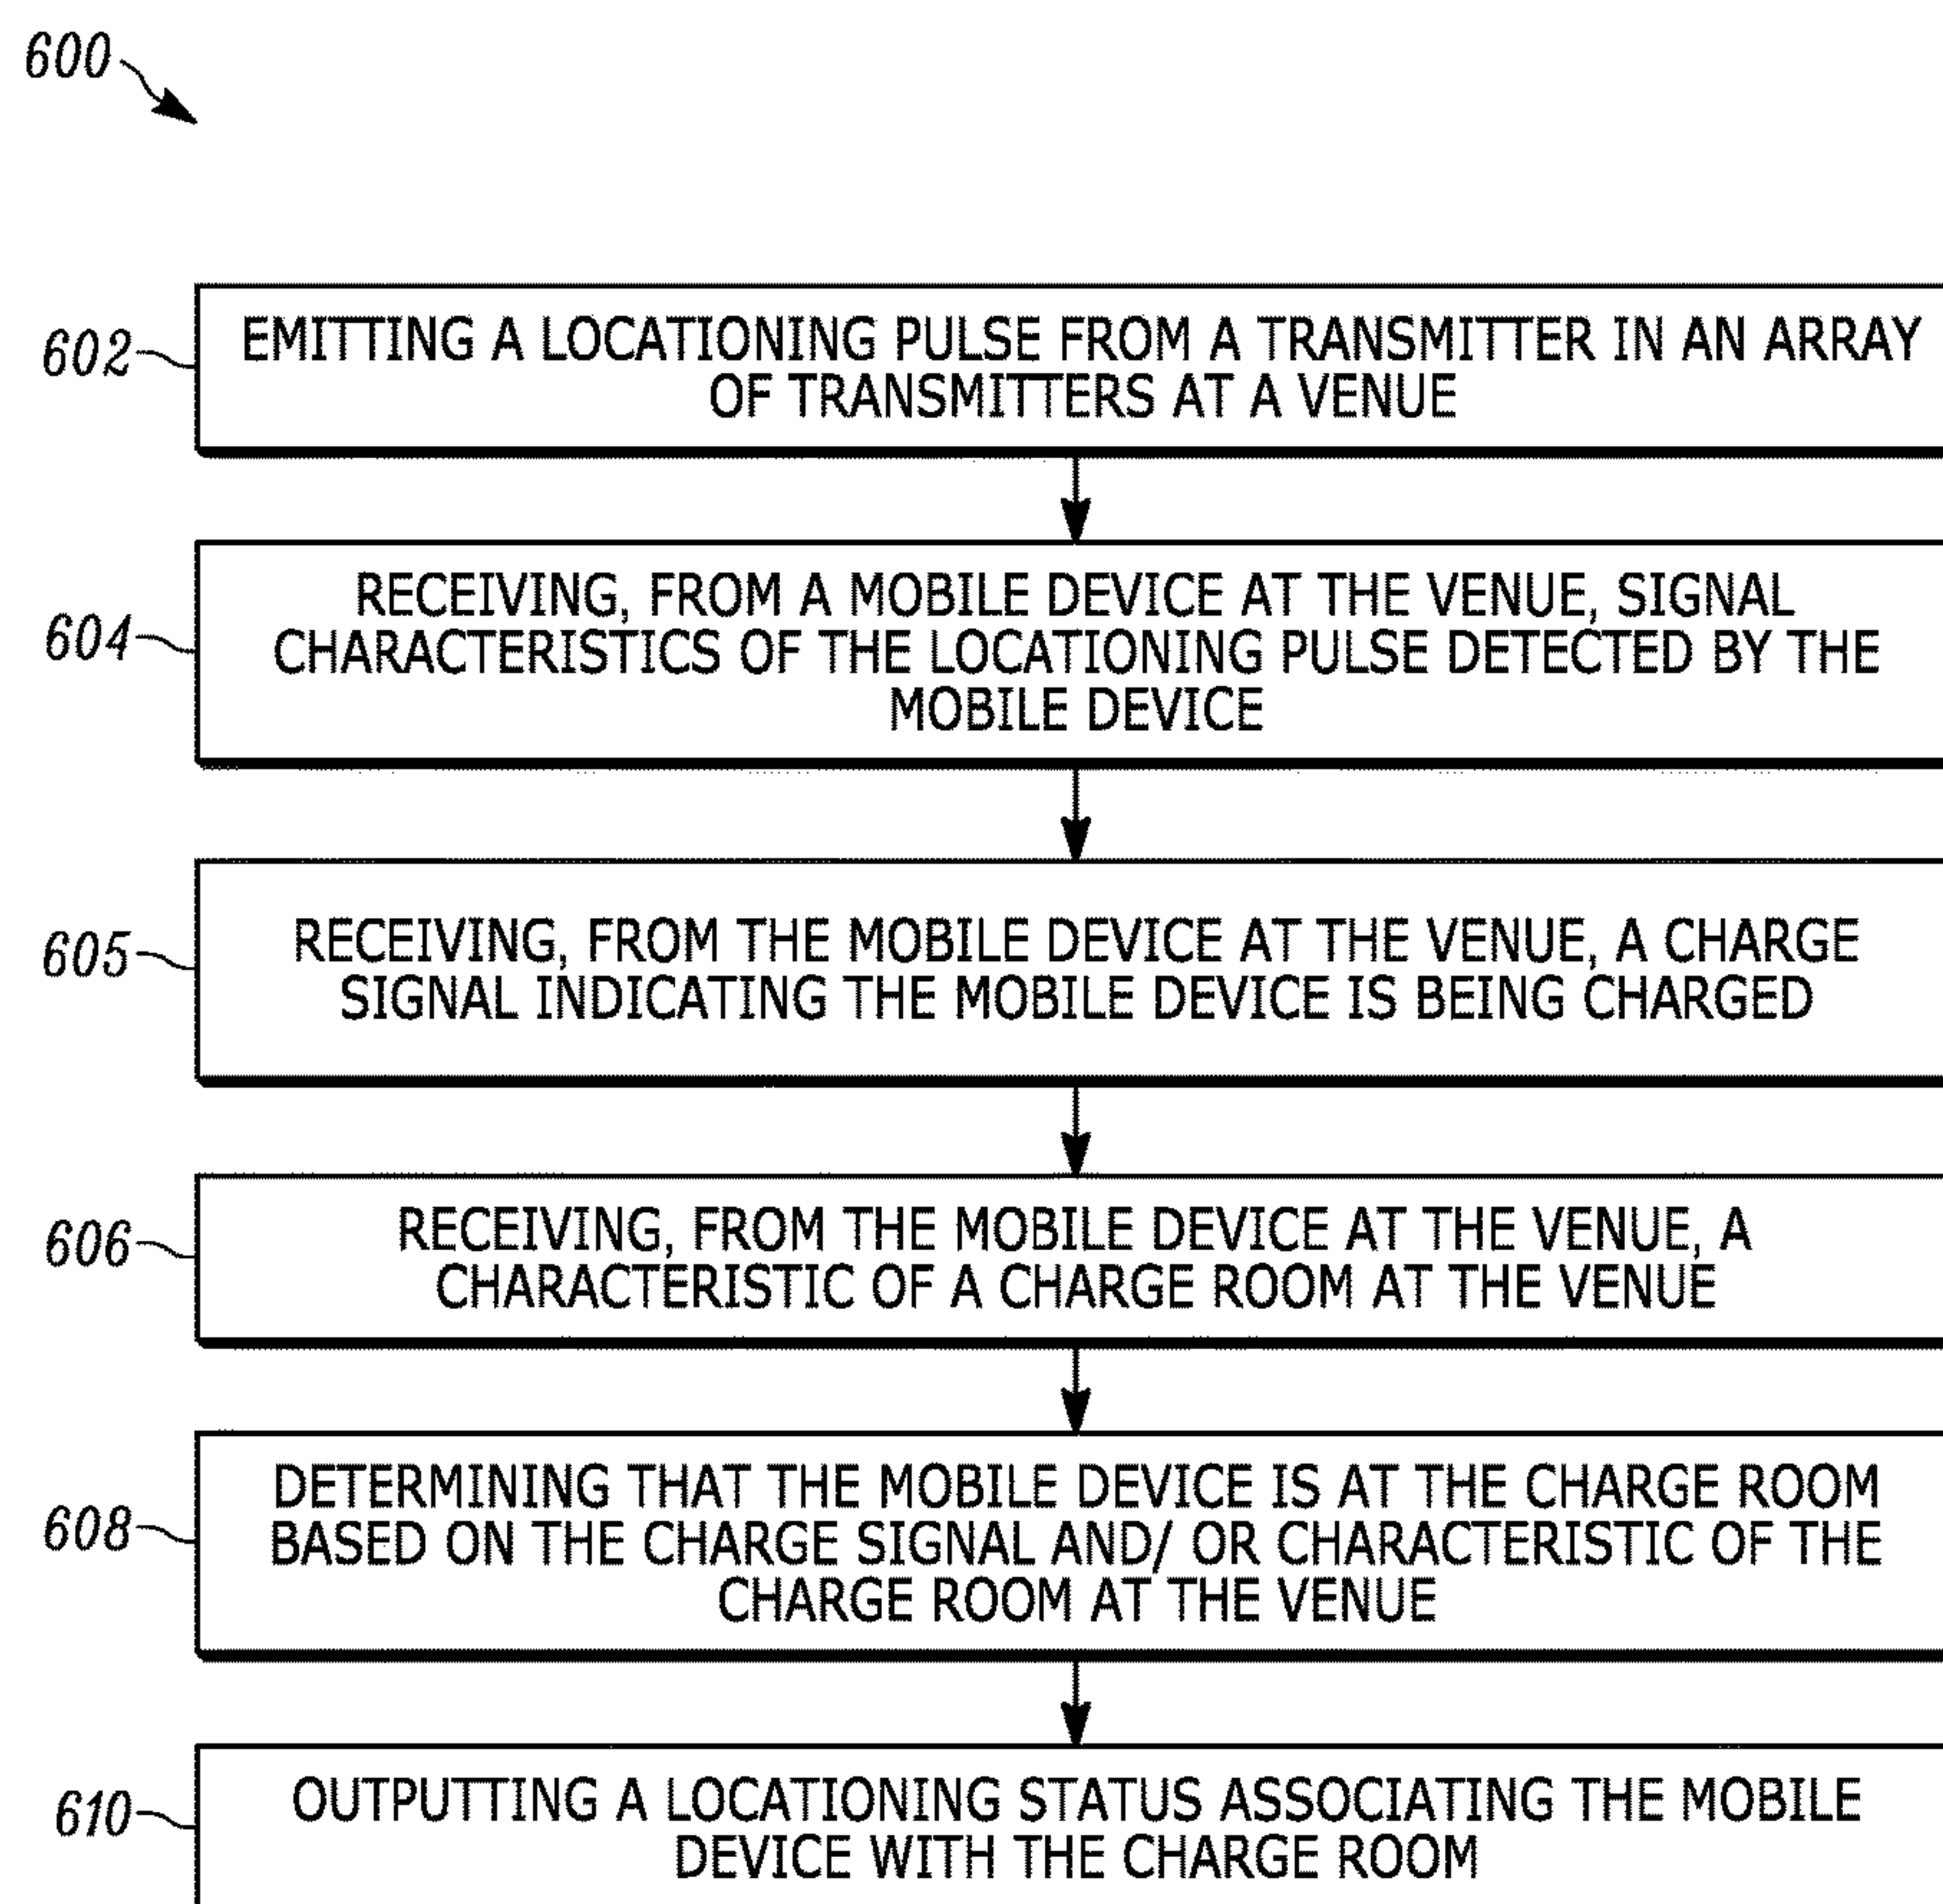 600
602
EMITTING A LOCATIONING PULSE FROM A TRANSMITTER IN AN ARRAY
OF TRANSMITTERS AT A VENUE
604
RECEIVING, FROM A MOBILE DEVICE AT THE VENUE, SIGNAL
CHARACTERISTICS OF THE LOCATIONING PULSE DETECTED BY THE
MOBILE DEVICE
605
RECEIVING, FROM THE MOBILE DEVICE AT THE VENUE, A CHARGE
SIGNAL INDICATING THE MOBILE DEVICE IS BEING CHARGED
606
RECEIVING, FROM THE MOBILE DEVICE AT THE VENUE, A
CHARACTERISTIC OF A CHARGE ROOM AT THE VENUE
608
DETERMINING THAT THE MOBILE DEVICE IS AT THE CHARGE ROOM
BASED ON THE CHARGE SIGNAL AND/ OR CHARACTERISTIC OF THE
CHARGE ROOM AT THE VENUE
610
OUTPUTTING A LOCATIONING STATUS ASSOCIATING THE MOBILE
DEVICE WITH THE CHARGE ROOM